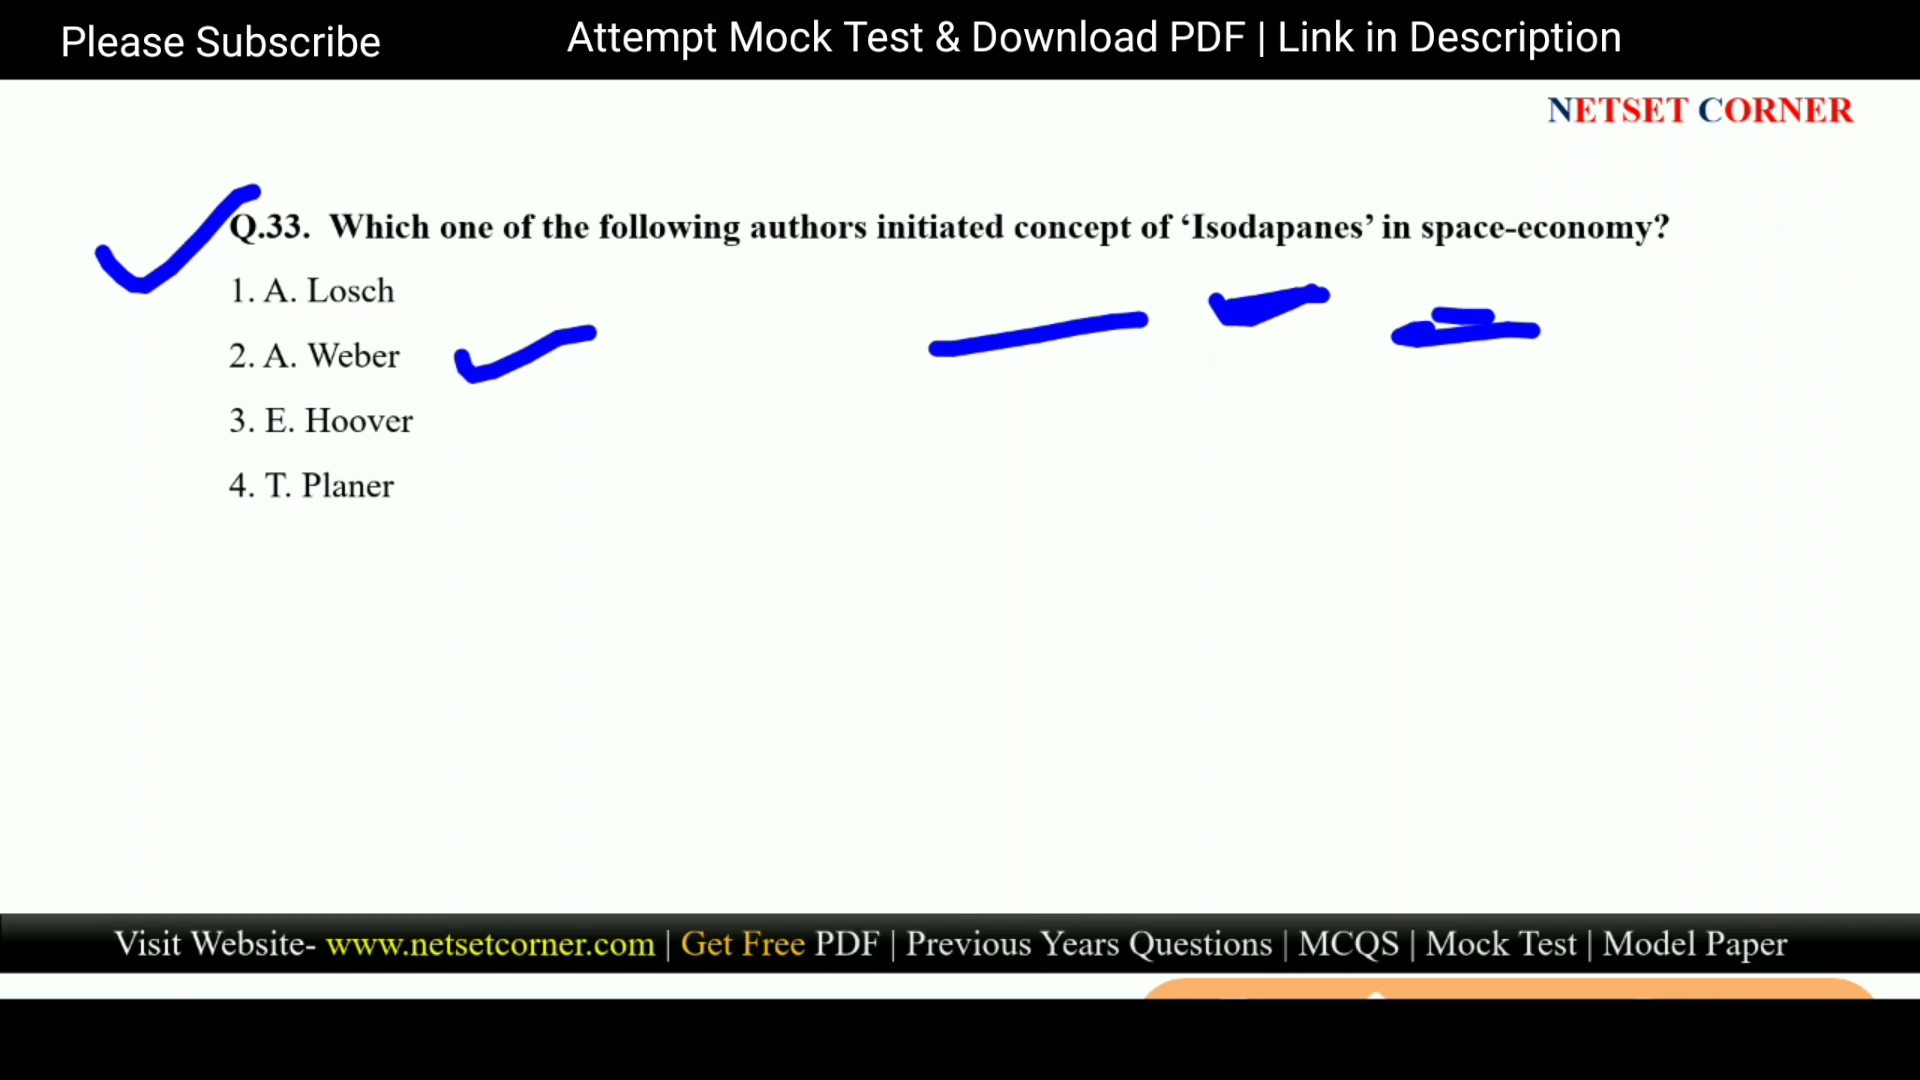 Please Subscribe
Attempt Mock Test & Download PDF | Link in Description
NETSET CORNER
Q.33. Which one of the following authors initiated concept of ‘Isodapanes’ in space-economy?
1. A. Losch
2. A. Weber
3. E. Hoover
4. T. Planer
Visit Website- www.netsetcorner.com | Get Free PDF | Previous Years Questions | MCQS | Mock Test | Model Paper